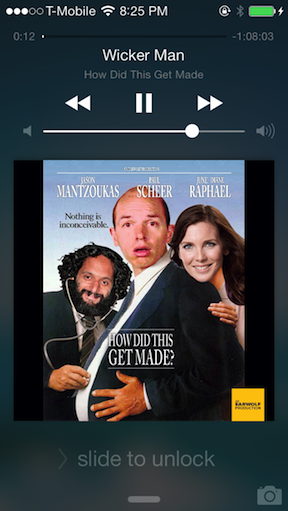 T-Mobile 8:25 PM
0:12 -1:08:03
Wicker Man
How Did This Get Made
JASON MANTZOUKAS
PAUL SCHEER
JUNE DIANE RAPHAEL
Nothing is
inconceivable.
HOW DID THIS
GET MADE?
EARWOLF
PRODUCTION
slide to unlock